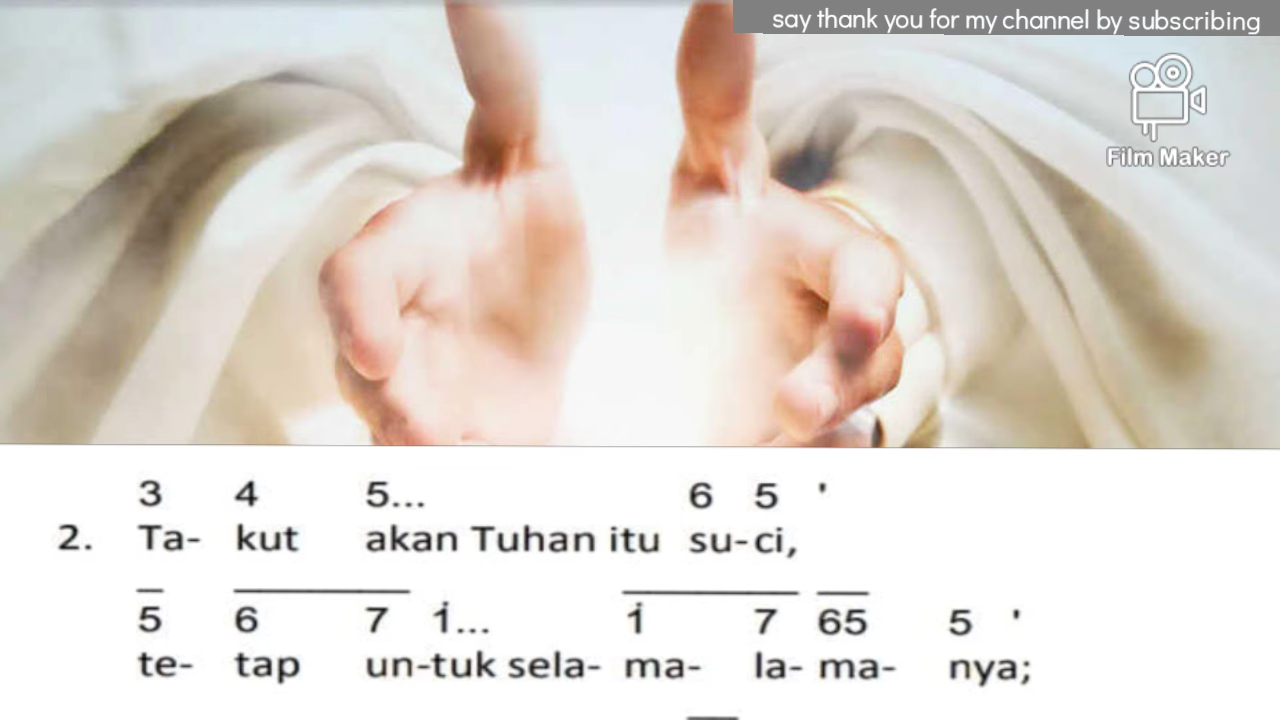 say thank you for my channel by subscribing
Film Maker
3 4 5... 6 5 '
2. Ta- kut akan Tuhan itu su-ci,
5 6 7 1̇... 1̇ 7 65 5 '
te- tap un-tuk sela- ma- la- ma- nya;